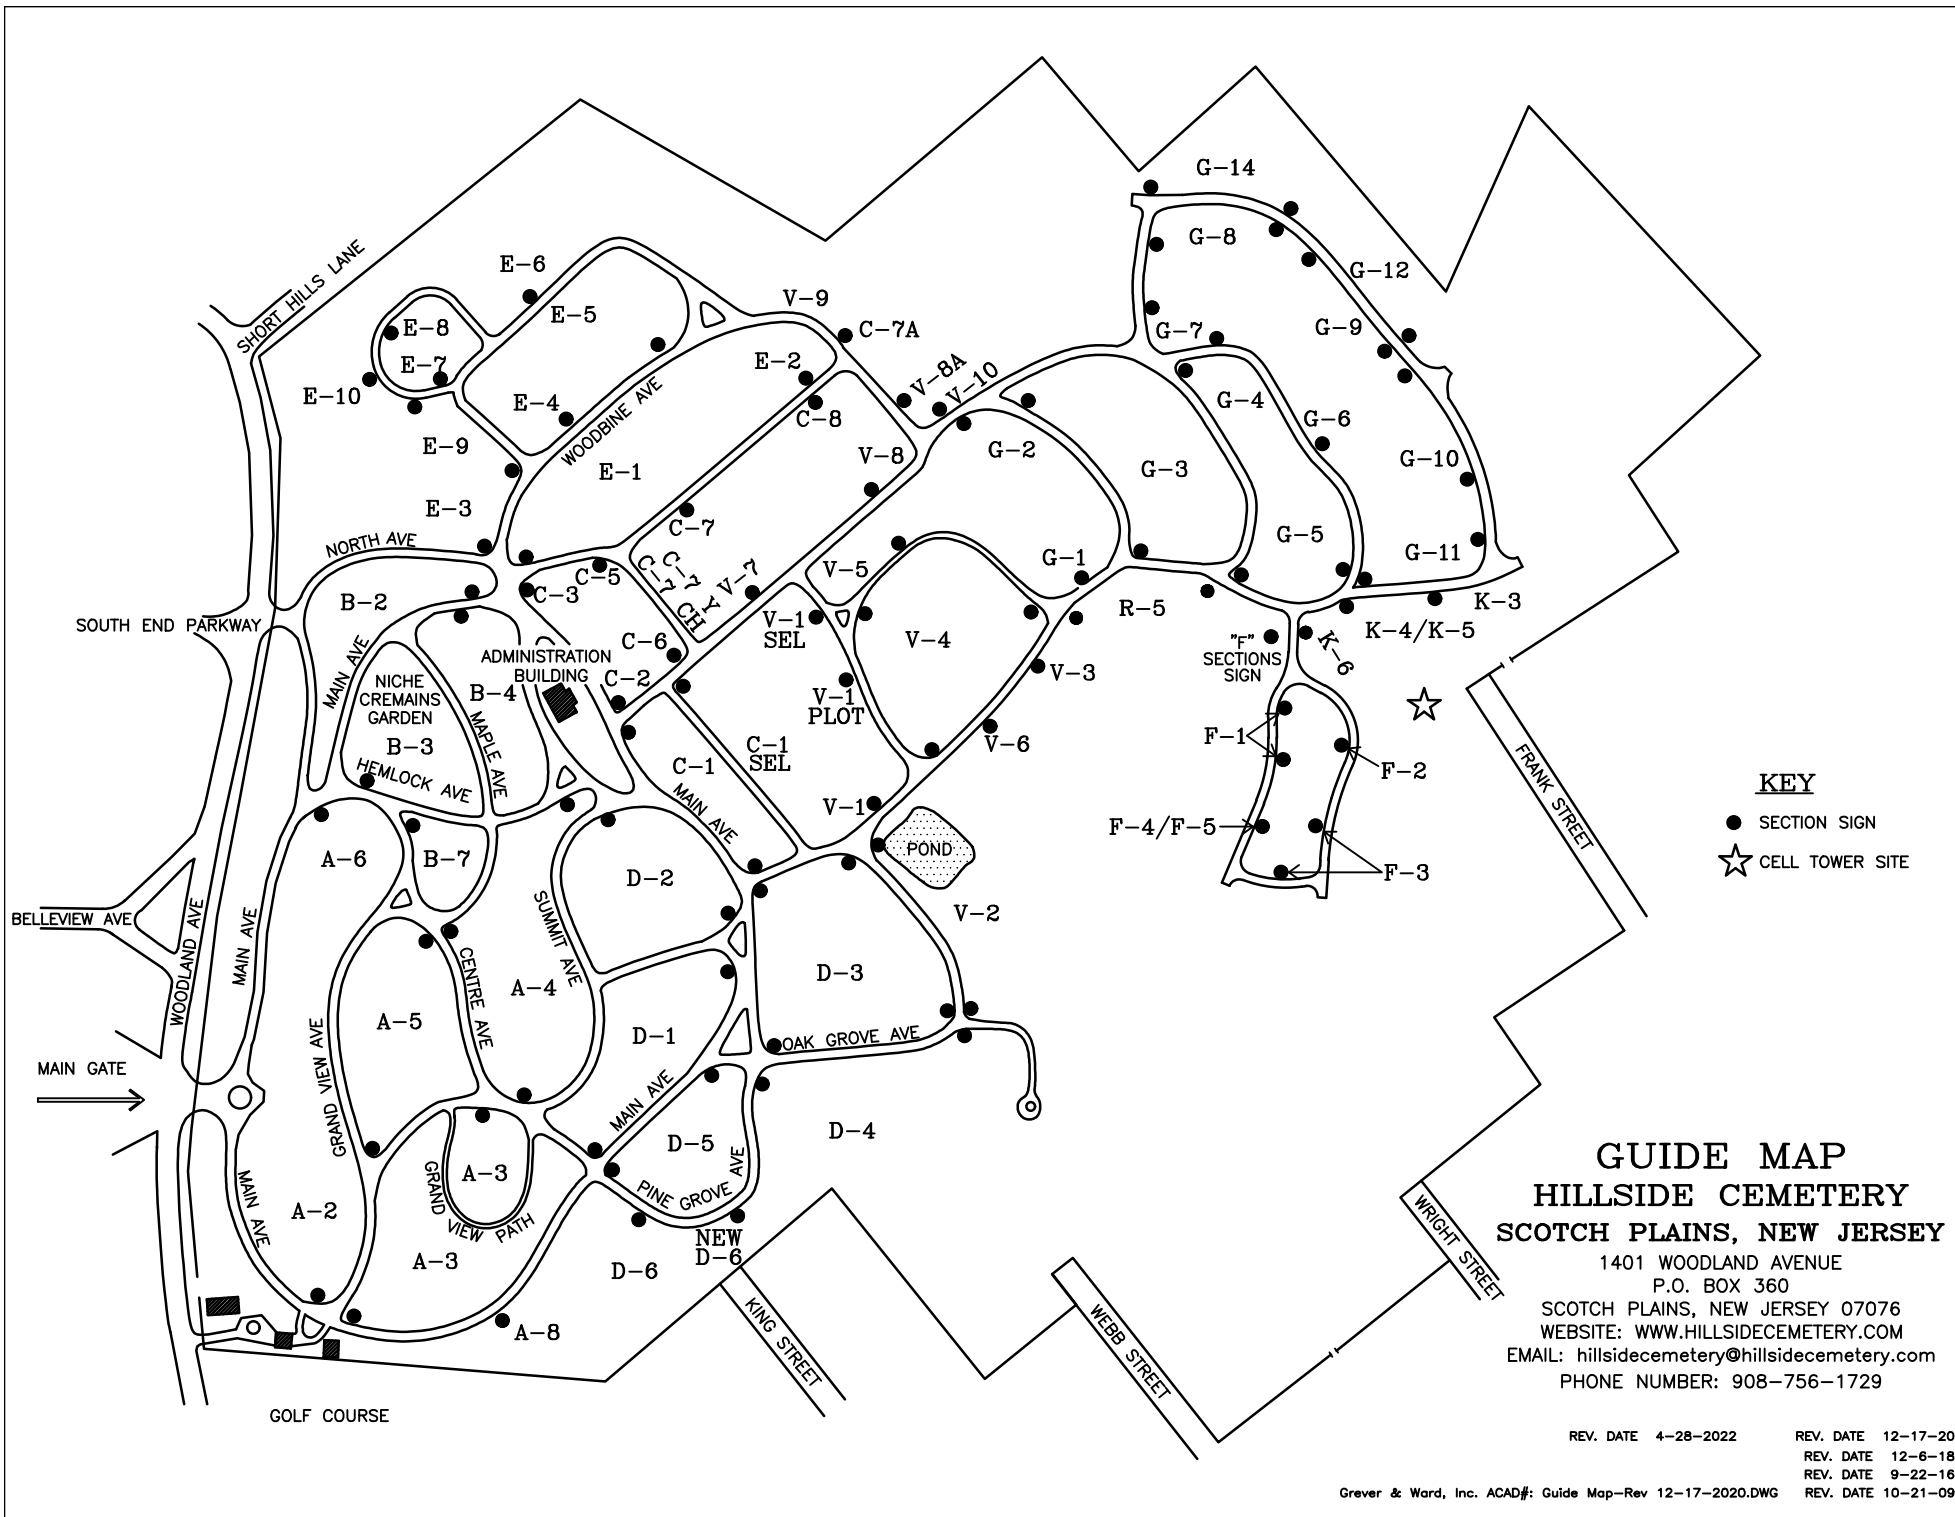 G-14
G-8
G-12
SHORT HILLS LANE
E-6
E-5
V-9
E-8
C-7A
G-7
G-9
E-7
E-2
V-8A
V-10
E-10
E-4
C-8
G-4
WOODBINE AVE
G-6
E-9
E-1
V-8
G-2
G-3
G-10
E-3
C-7
NORTH AVE
G-5
G-11
C-5
C-7 Y
C-7 CH
V-7
V-5
G-1
C-3
B-2
V-1
SEL
R-5
K-3
SOUTH END PARKWAY
C-6
V-4
K-4/K-5
"F"
SECTIONS
SIGN
K-6
MAIN AVE
ADMINISTRATION
BUILDING
NICHE
CREMAINS
GARDEN
B-4
C-2
V-1
PLOT
V-3
B-3
MAPLE AVE
C-1
SEL
V-6
F-1
HEMLOCK AVE
C-1
F-2
FRANK STREET
KEY
MAIN AVE
V-1
SECTION SIGN
F-4/F-5
A-6
B-7
POND
CELL TOWER SITE
D-2
F-3
BELLEVIEW AVE
WOODLAND AVE
MAIN AVE
SUMMIT AVE
V-2
CENTRE AVE
A-4
D-3
A-5
D-1
OAK GROVE AVE
GRAND VIEW AVE
MAIN GATE
MAIN AVE
D-5
D-4
A-3
GRAND VIEW PATH
PINE GROVE AVE
A-2
MAIN AVE
NEW
D-6
A-3
D-6
A-8
KING STREET
WEBB STREET
WRIGHT STREET
GOLF COURSE
GUIDE MAP
HILLSIDE CEMETERY
SCOTCH PLAINS, NEW JERSEY
1401 WOODLAND AVENUE
P.O. BOX 360
SCOTCH PLAINS, NEW JERSEY 07076
WEBSITE: WWW.HILLSIDECEMETERY.COM
EMAIL: hillsidecemetery@hillsidecemetery.com
PHONE NUMBER: 908-756-1729
REV. DATE 4-28-2022 REV. DATE 12-17-20
REV. DATE 12-6-18
REV. DATE 9-22-16
Grever & Ward, Inc. ACAD#: Guide Map-Rev 12-17-2020.DWG REV. DATE 10-21-09